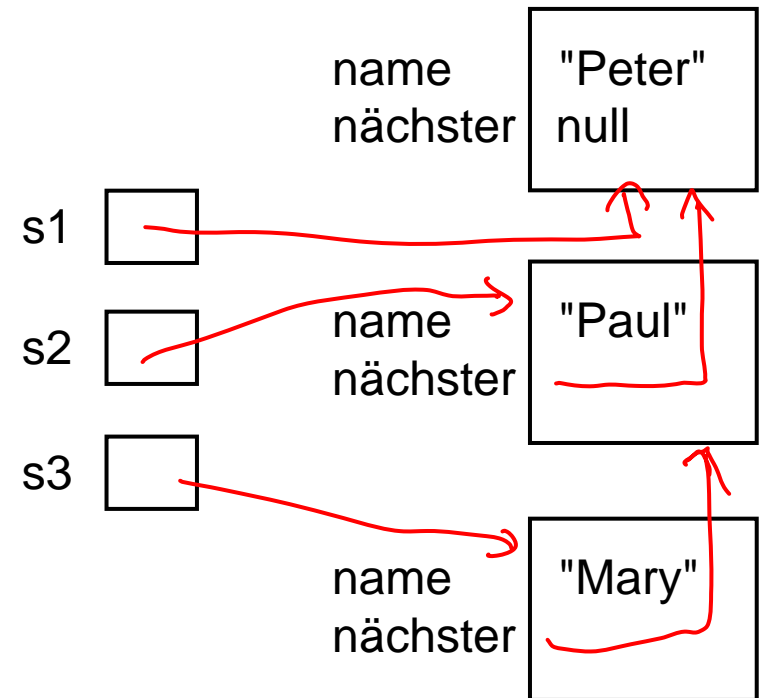 name "Peter"
nächster null
s1
s2
name "Paul"
nächster
s3
name "Mary"
nächster